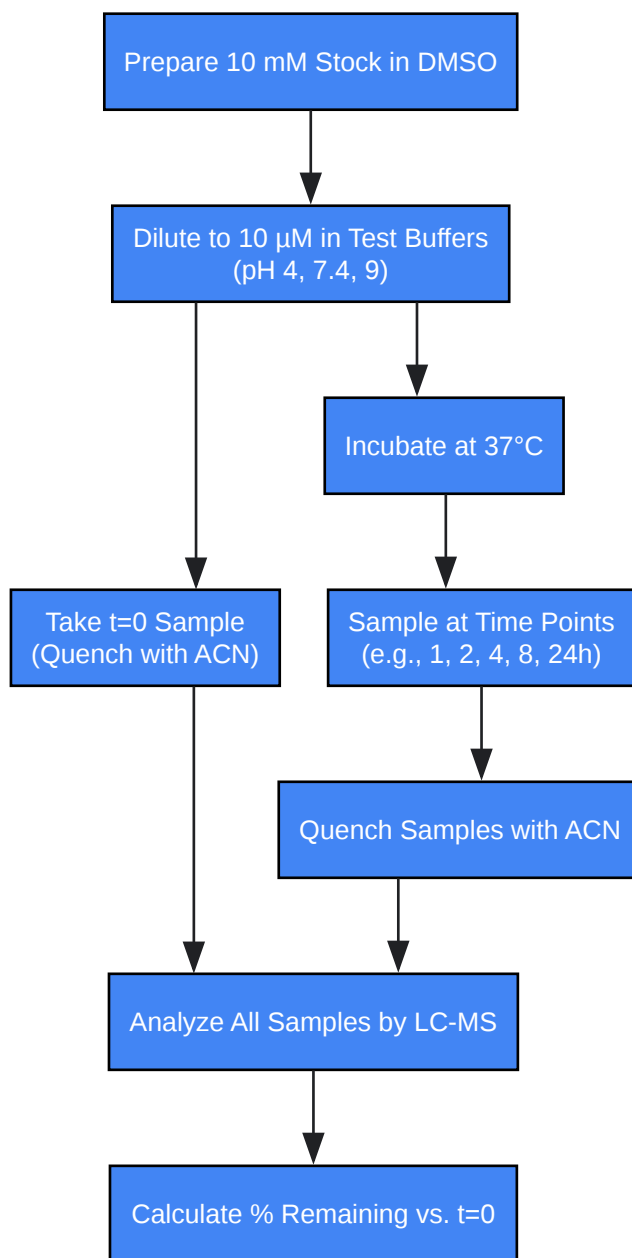 Prepare 10 mM Stock in DMSO
Dilute to 10 µM in Test Buffers
(pH 4, 7.4, 9)
Incubate at 37°C
Take t=0 Sample
(Quench with ACN)
Sample at Time Points
(e.g., 1, 2, 4, 8, 24h)
Quench Samples with ACN
Analyze All Samples by LC-MS
Calculate % Remaining vs. t=0